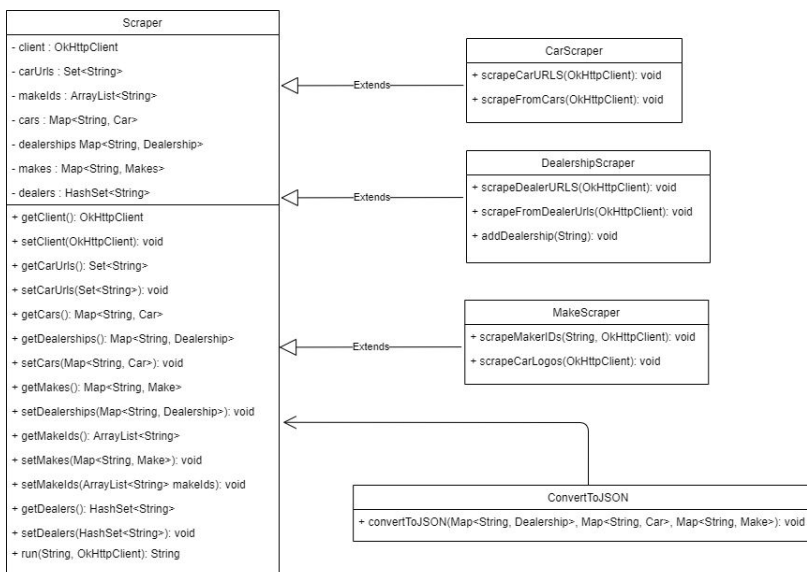 Scraper
- client : OkHttpClient
- carUrls : Set<String>
- makeIds : ArrayList<String>
- cars : Map<String, Car>
- dealerships Map<String, Dealership>
- makes : Map<String, Makes>
- dealers : HashSet<String>
+ getClient(): OkHttpClient
+ setClient(OkHttpClient): void
+ getCarUrls(): Set<String>
+ setCarUrls(Set<String>): void
+ getCars(): Map<String, Car>
+ getDealerships(): Map<String, Dealership>
+ setCars(Map<String, Car>): void
+ getMakes(): Map<String, Make>
+ setDealerships(Map<String, Dealership>): void
+ getMakeIds(): ArrayList<String>
+ setMakes(Map<String, Make>): void
+ setMakeIds(ArrayList<String> makeIds): void
+ getDealers(): HashSet<String>
+ setDealers(HashSet<String>): void
+ run(String, OkHttpClient): String
Extends
CarScraper
+ scrapeCarURLS(OkHttpClient): void
+ scrapeFromCars(OkHttpClient): void
Extends
DealershipScraper
+ scrapeDealerURLS(OkHttpClient): void
+ scrapeFromDealerUrls(OkHttpClient): void
+ addDealership(String): void
Extends
MakeScraper
+ scrapeMakerIDs(String, OkHttpClient): void
+ scrapeCarLogos(OkHttpClient): void
ConvertToJSON
+ convertToJSON(Map<String, Dealership>, Map<String, Car>, Map<String, Make>): void